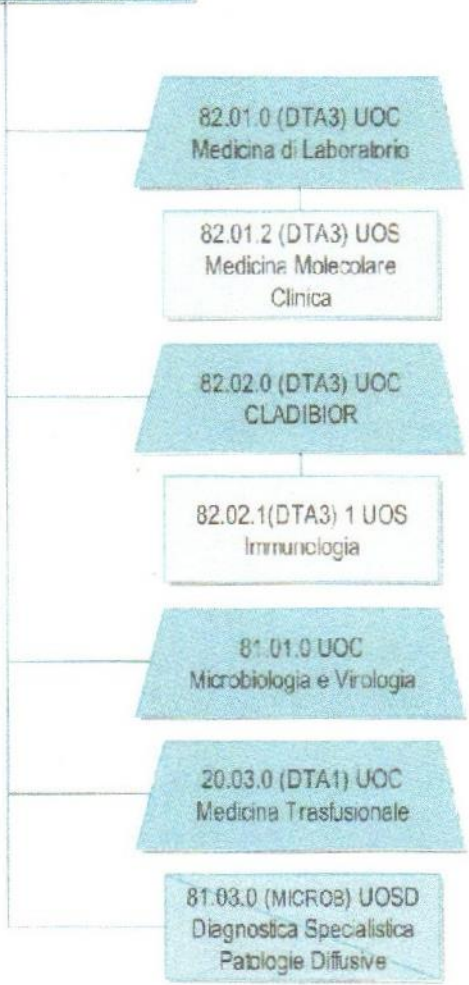 82.01.0 (DTA3) UOC
Medicina di Laboratorio
82.01.2 (DTA3) UOS
Medicina Molecolare
Clinica
82.02.0 (DTA3) UOC
CLADIBIOR
82.02.1(DTA3) 1 UOS
Immunologia
81.01.0 UOC
Microbiologia e Virologia
20.03.0 (DTA1) UOC
Medicina Trasfusionale
81.03.0 (MICROB) UOSD
Diagnostica Specialistica
Patologie Diffusive